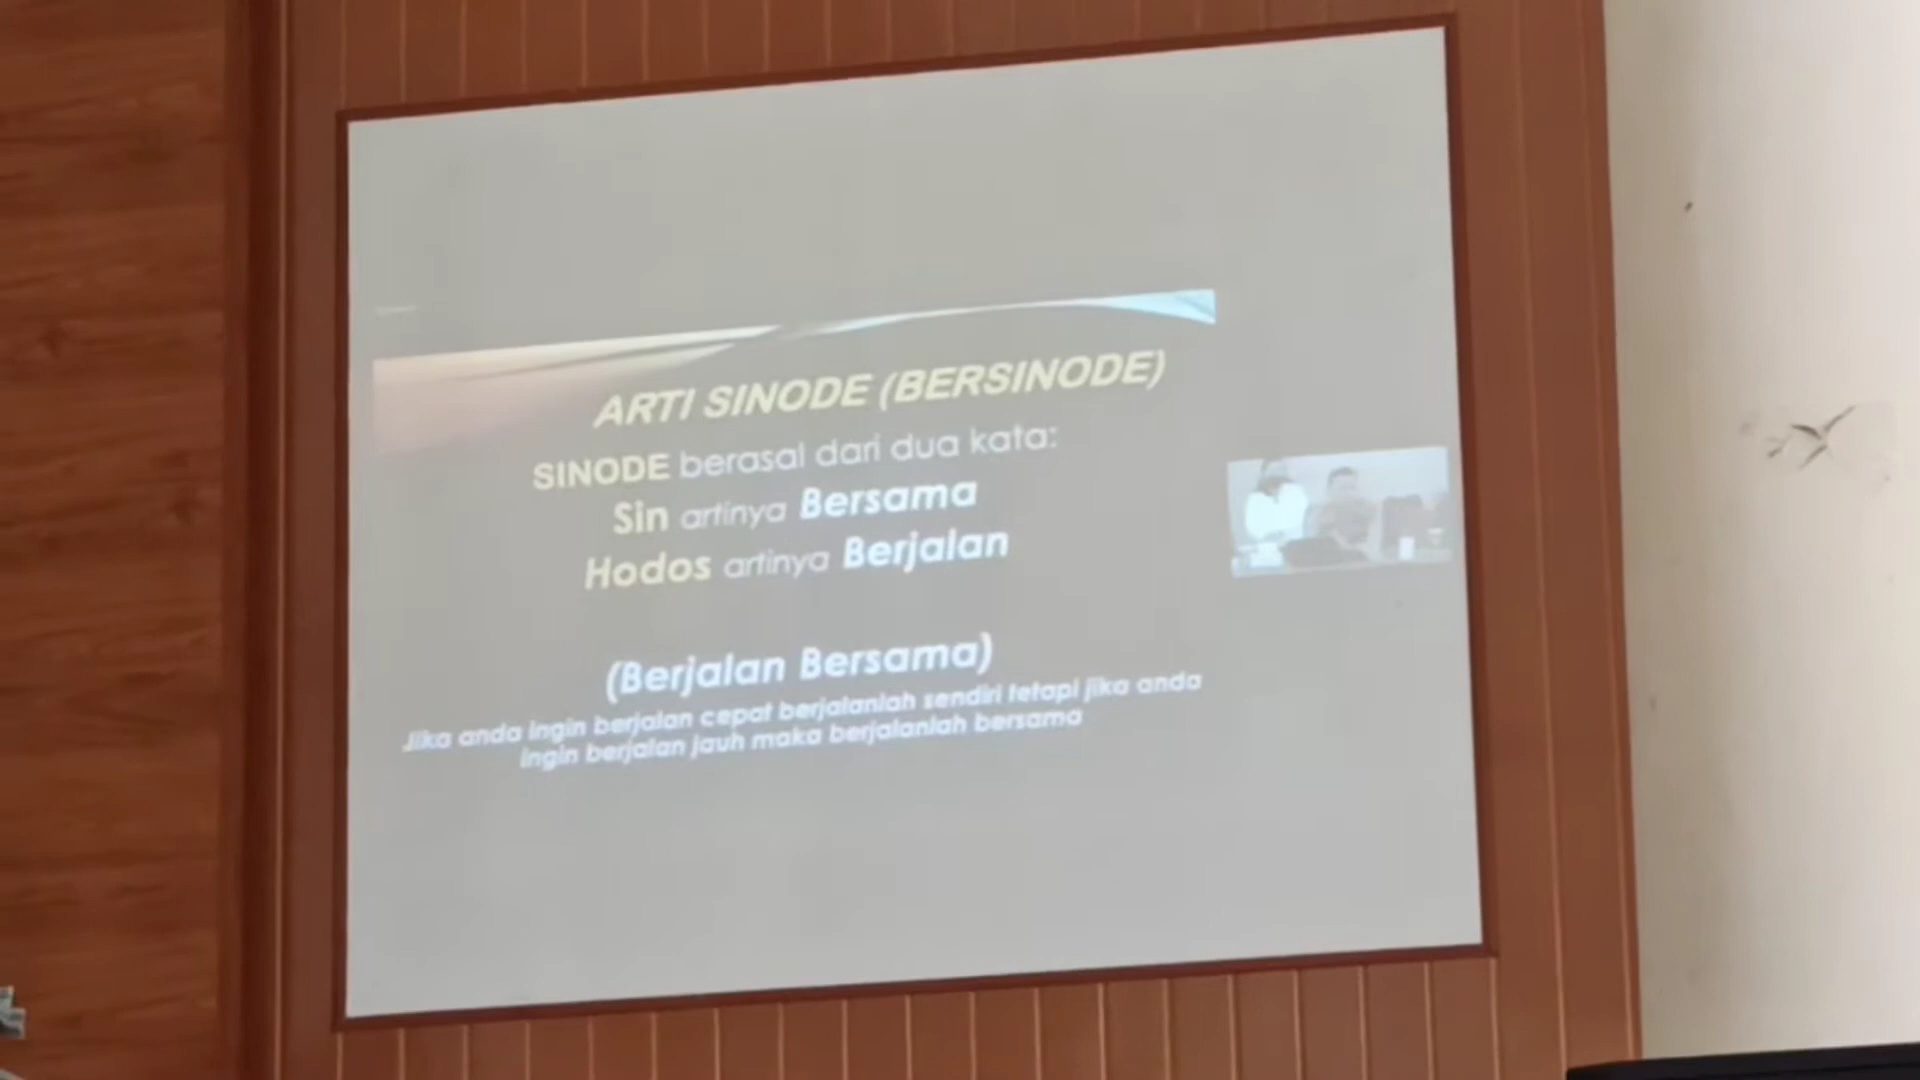 ARTI SINODE (BERSINODE)
SINODE berasal dari dua kata:
Sin artinya Bersama
Hodos artinya Berjalan
(Berjalan Bersama)
Jika anda ingin berjalan cepat berjalanlah sendiri tetapi jika anda
ingin berjalan jauh maka berjalanlah bersama